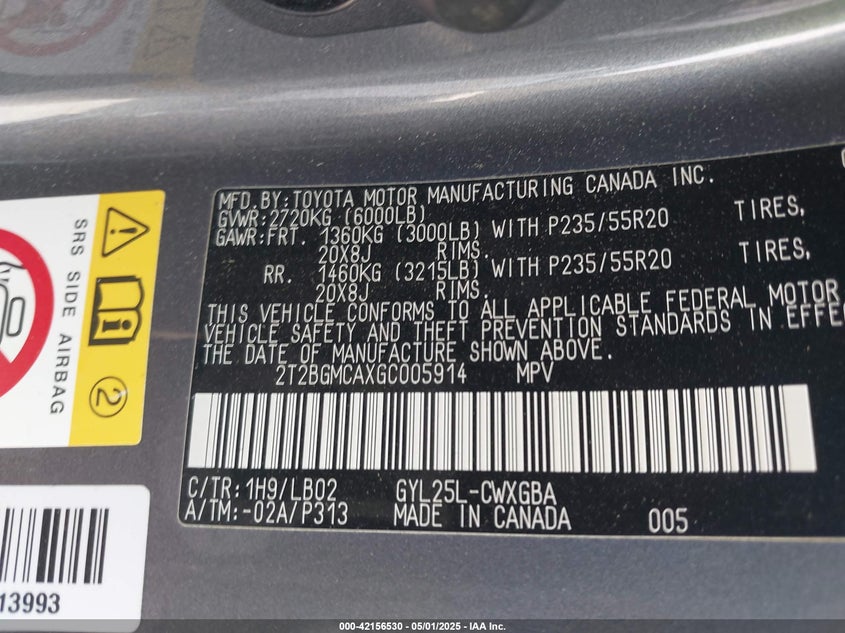 MFD.BY:TOYOTA MOTOR MANUFACTURING CANADA INC.
GVWR:2720KG (6000LB)
GAWR:FRT. 1360KG (3000LB) WITH P235/55R20 TIRES,
20X8J RIMS.
RR. 1460KG (3215LB) WITH P235/55R20 TIRES,
20X8J RIMS.
THIS VEHICLE CONFORMS TO ALL APPLICABLE FEDERAL MOTOR
VEHICLE SAFETY AND THEFT PREVENTION STANDARDS IN EFFE
THE DATE OF MANUFACTURE SHOWN ABOVE.
2T2BGMCAXGC005914 MPV
C/TR: 1H9/LB02 GYL25L-CWXGBA
A/TM:-02A/P313 MADE IN CANADA 005
SRS SIDE AIRBAG
2
13993
000-42156530 - 05/01/2025 - IAA Inc.